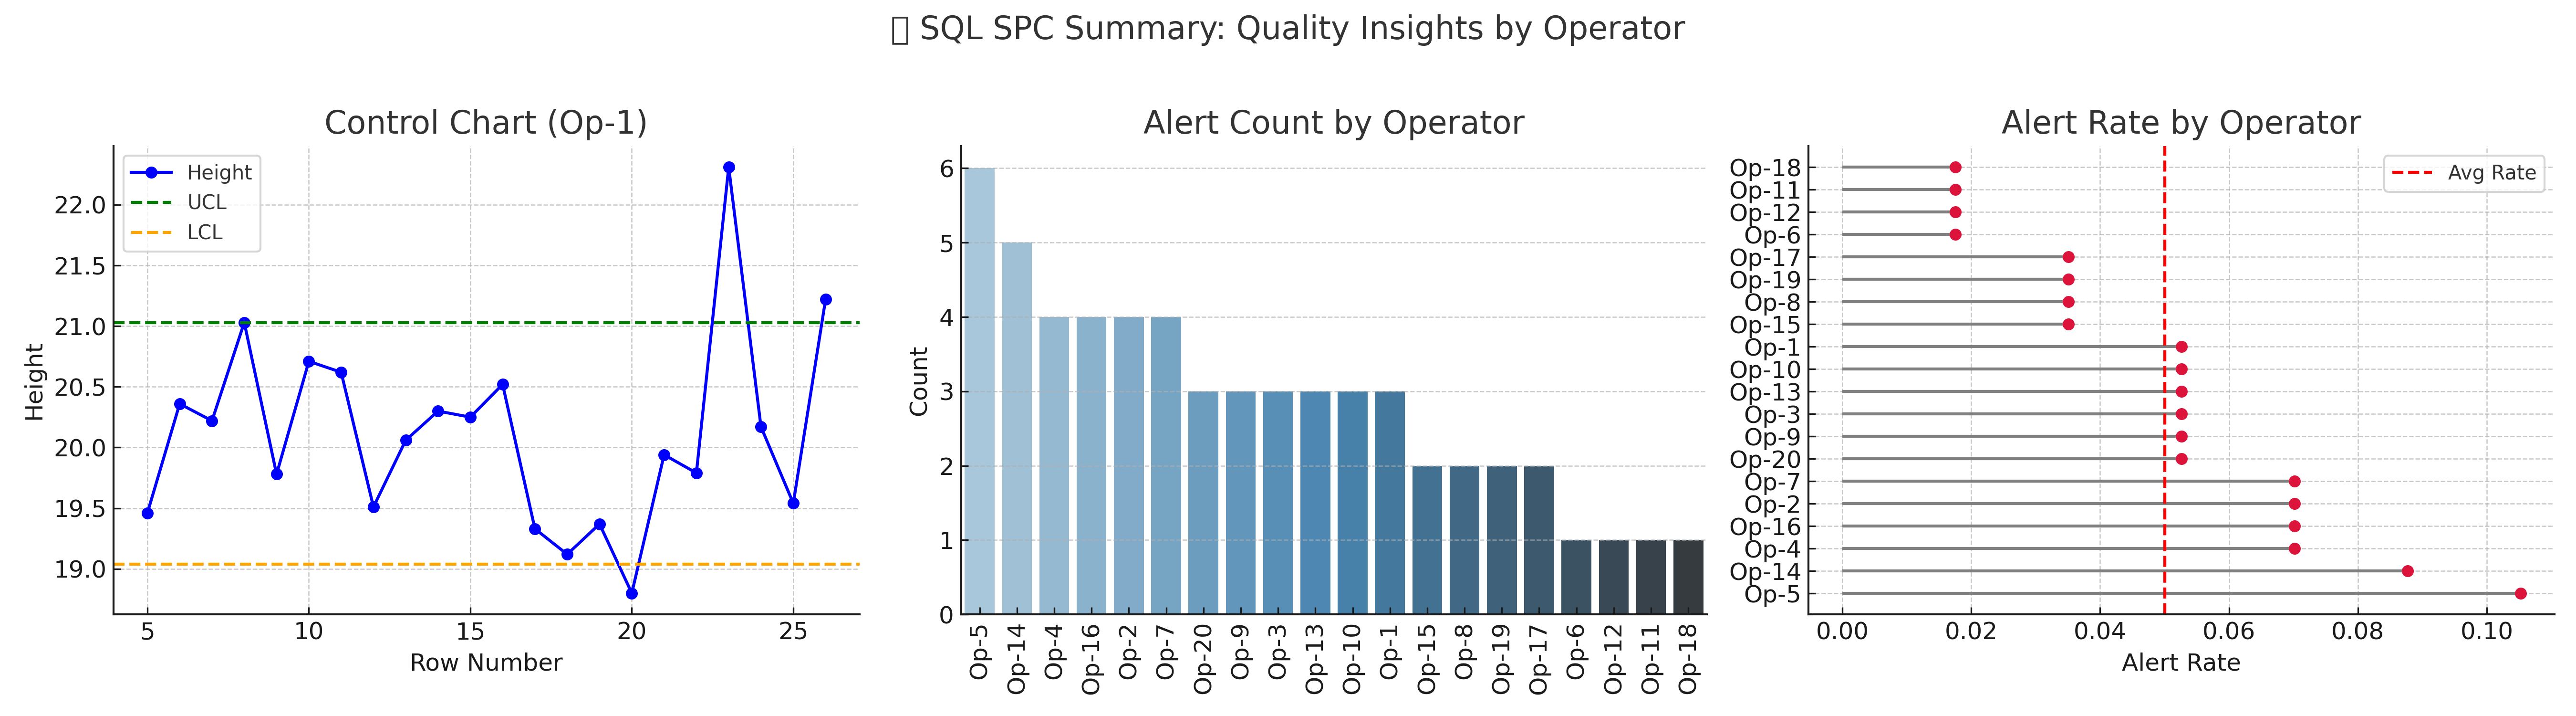 SQL SPC Summary: Quality Insights by Operator
Control Chart (Op-1)
Height
UCL
LCL
22.0
21.5
21.0
20.5
20.0
19.5
19.0
Height
5
10
15
20
25
Row Number
Alert Count by Operator
6
5
4
3
2
1
0
Count
Op-5
Op-14
Op-4
Op-16
Op-2
Op-7
Op-20
Op-9
Op-3
Op-13
Op-10
Op-1
Op-15
Op-8
Op-19
Op-17
Op-6
Op-12
Op-11
Op-18
Alert Rate by Operator
Avg Rate
Op-18
Op-11
Op-12
Op-6
Op-17
Op-19
Op-8
Op-15
Op-1
Op-10
Op-13
Op-3
Op-9
Op-20
Op-7
Op-2
Op-16
Op-4
Op-14
Op-5
0.00
0.02
0.04
0.06
0.08
0.10
Alert Rate